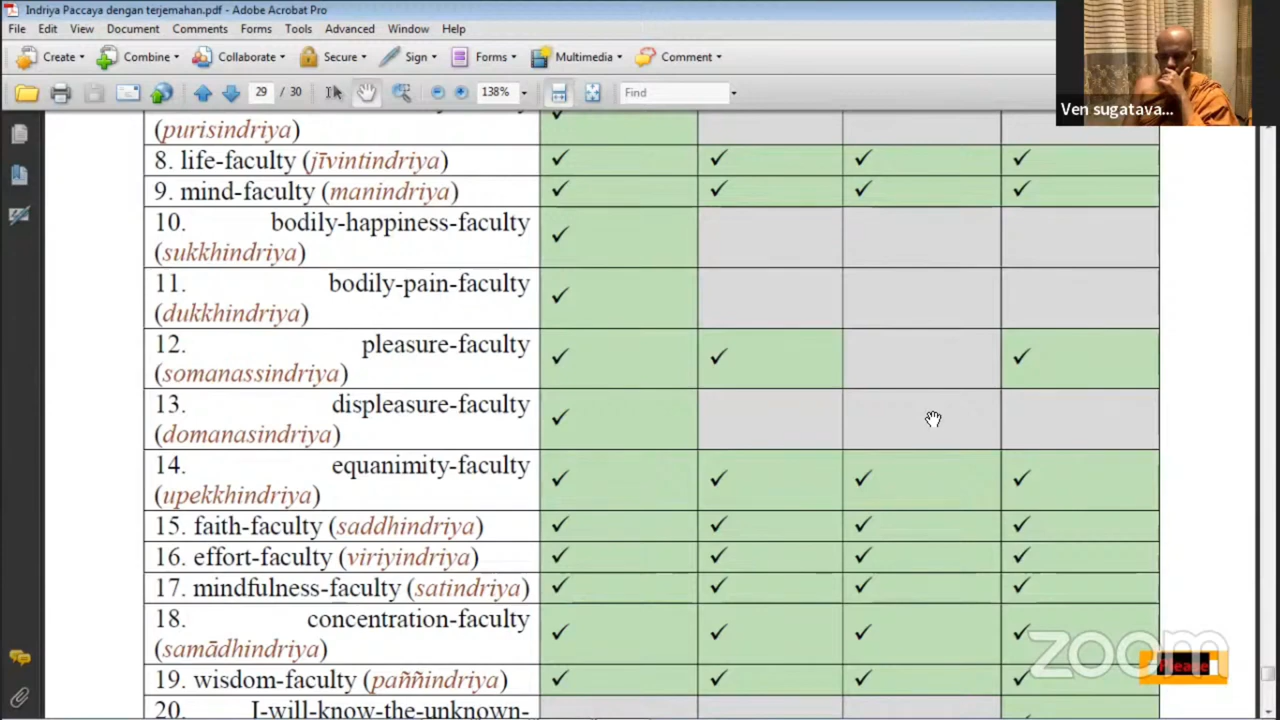 Indriya Paccaya dengan terjemahan.pdf - Adobe Acrobat Pro
File Edit View Document Comments Forms Tools Advanced Window Help
Create Combine Collaborate Secure Sign Forms Multimedia Comment
29 / 30 138% Find
Ven sugatava...
(purisindriya)
8. life-faculty (jīvintindriya) ✓ ✓ ✓ ✓
9. mind-faculty (manindriya) ✓ ✓ ✓ ✓
10. bodily-happiness-faculty
(sukkhindriya) ✓
11. bodily-pain-faculty
(dukkhindriya) ✓
12. pleasure-faculty
(somanassindriya) ✓ ✓ ✓
13. displeasure-faculty
(domanasindriya) ✓
14. equanimity-faculty
(upekkhindriya) ✓ ✓ ✓ ✓
15. faith-faculty (saddhindriya) ✓ ✓ ✓ ✓
16. effort-faculty (viriyindriya) ✓ ✓ ✓ ✓
17. mindfulness-faculty (satindriya) ✓ ✓ ✓ ✓
18. concentration-faculty
(samādhindriya) ✓ ✓ ✓ ✓
19. wisdom-faculty (paññindriya) ✓ ✓ ✓ ✓
20. I-will-know-the-unknown-
zoom
Please